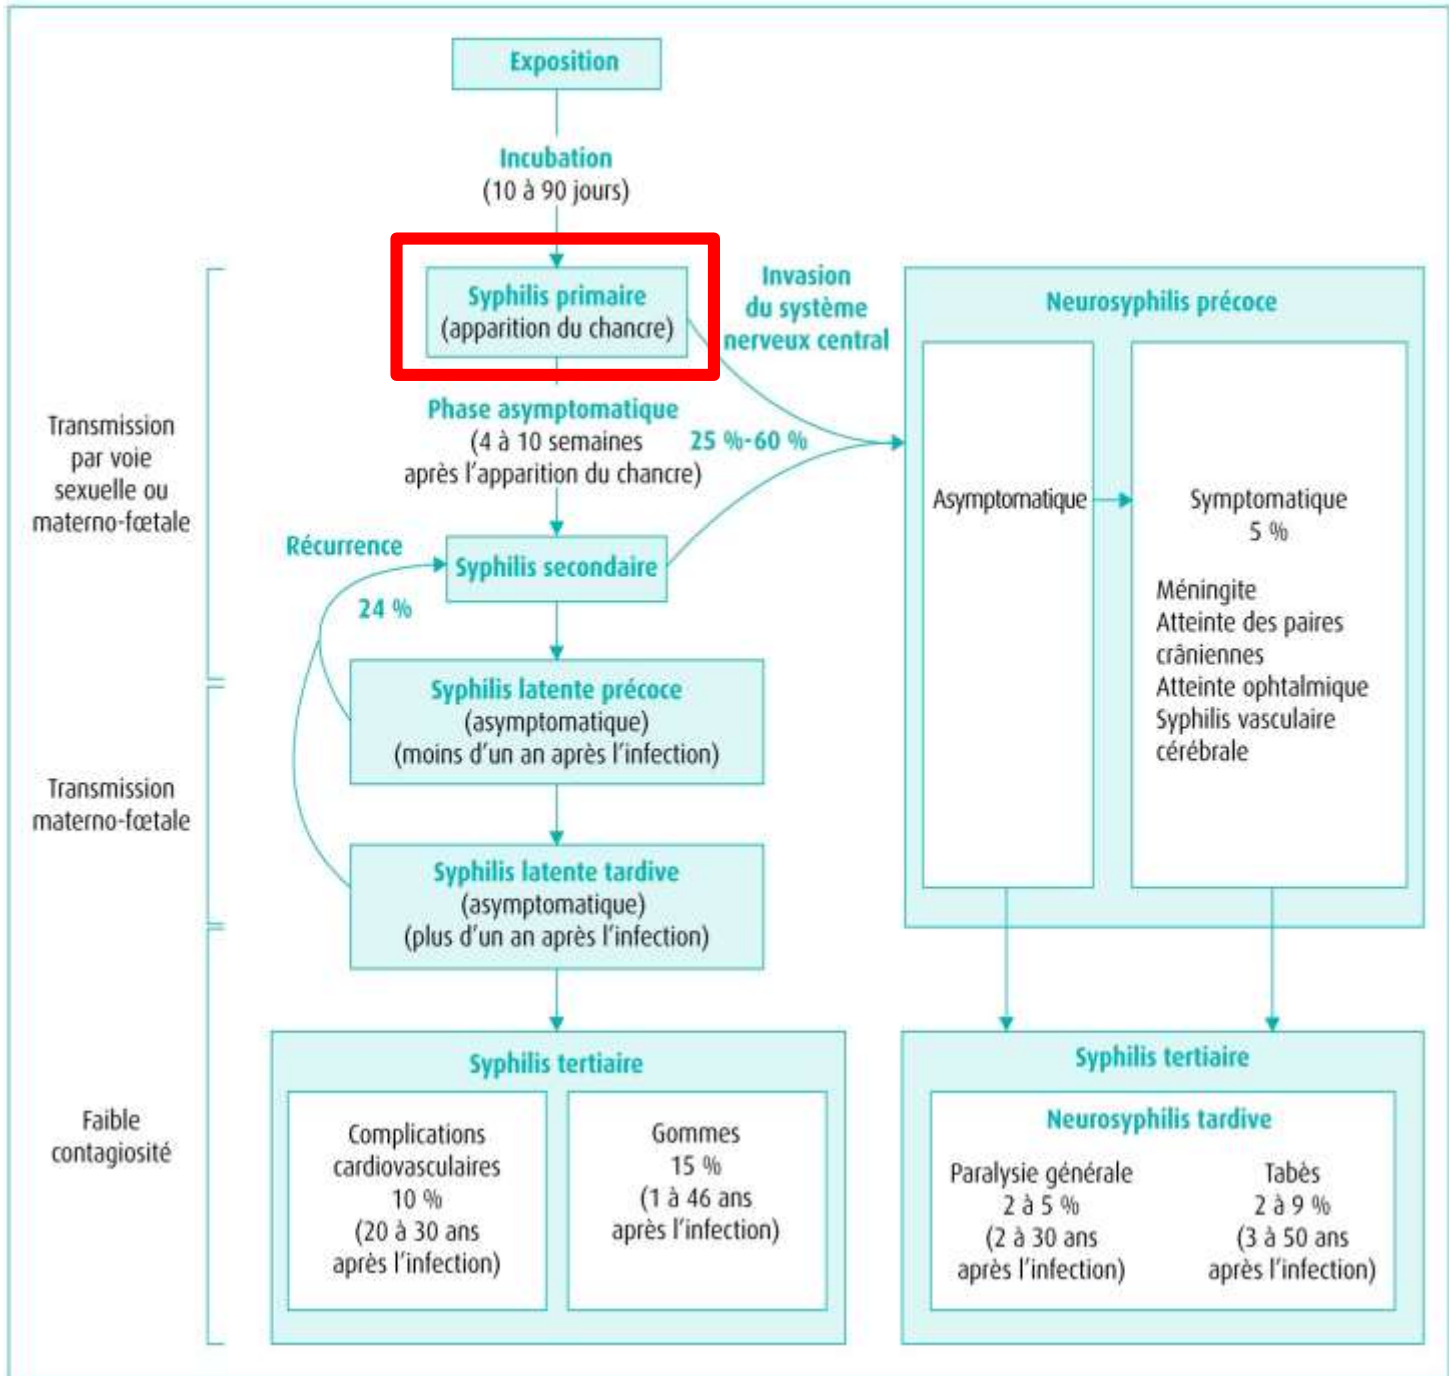 Exposition
Incubation
(10 à 90 jours)
Syphilis primaire
(apparition du chancre)
Invasion
du système
nerveux central
Phase asymptomatique
(4 à 10 semaines
après l'apparition du chancre)
25 %-60 %
Syphilis secondaire
Récurrence
24 %
Syphilis latente précoce
(asymptomatique)
(moins d'un an après l'infection)
Syphilis latente tardive
(asymptomatique)
(plus d'un an après l'infection)
Transmission
par voie
sexuelle ou
materno-fœtale
Transmission
materno-fœtale
Faible
contagiosité
Neurosyphilis précoce
Asymptomatique
Symptomatique
5 %
Méningite
Atteinte des paires
crâniennes
Atteinte ophtalmique
Syphilis vasculaire
cérébrale
Syphilis tertiaire
Complications
cardiovasculaires
10 %
(20 à 30 ans
après l'infection)
Gommes
15 %
(1 à 46 ans
après l'infection)
Syphilis tertiaire
Neurosyphilis tardive
Paralysie générale
2 à 5 %
(2 à 30 ans
après l'infection)
Tabès
2 à 9 %
(3 à 50 ans
après l'infection)